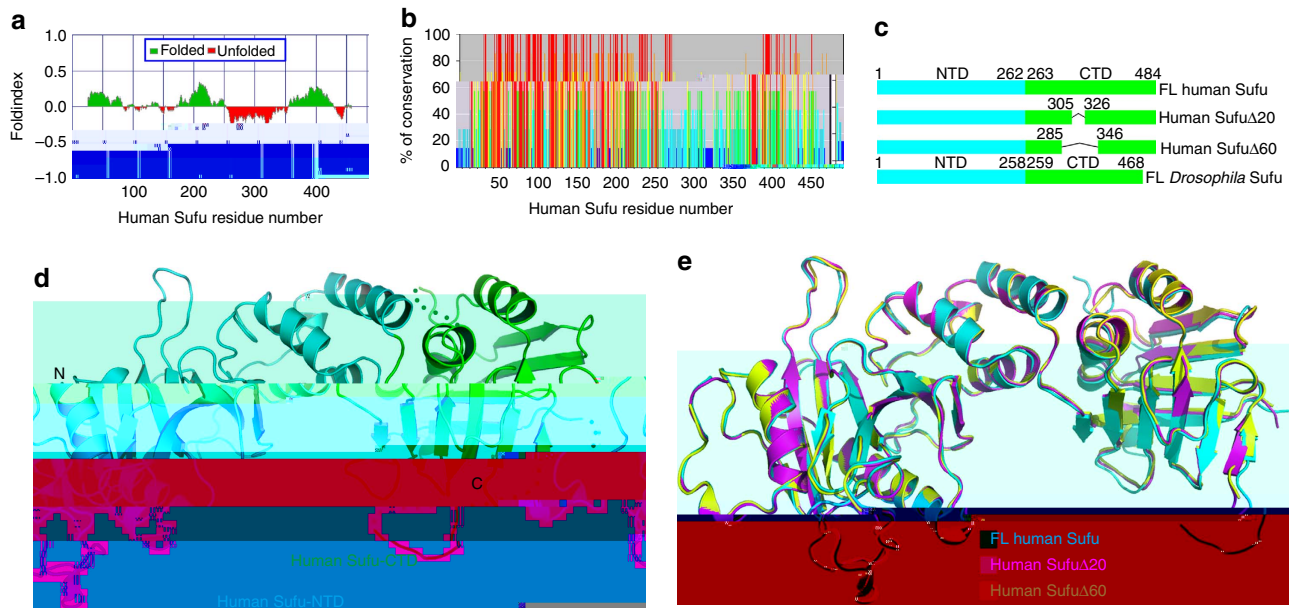 a
1.0
0.5
0.0
−0.5
−1.0
Foldindex
Folded
Unfolded
100 200 300 400
Human Sufu residue number
b
100
80
60
40
20
0
% of conservation
50 100 150 200 250 300 350 400 450
Human Sufu residue number
c
1 NTD 262 263 CTD 484
FL human Sufu
305 326
Human SufuΔ20
285 346
Human SufuΔ60
1 NTD 258 259 CTD 468
FL Drosophila Sufu
d
N
C
Human Sufu-CTD
Human Sufu-NTD
e
FL human Sufu
Human SufuΔ20
Human SufuΔ60